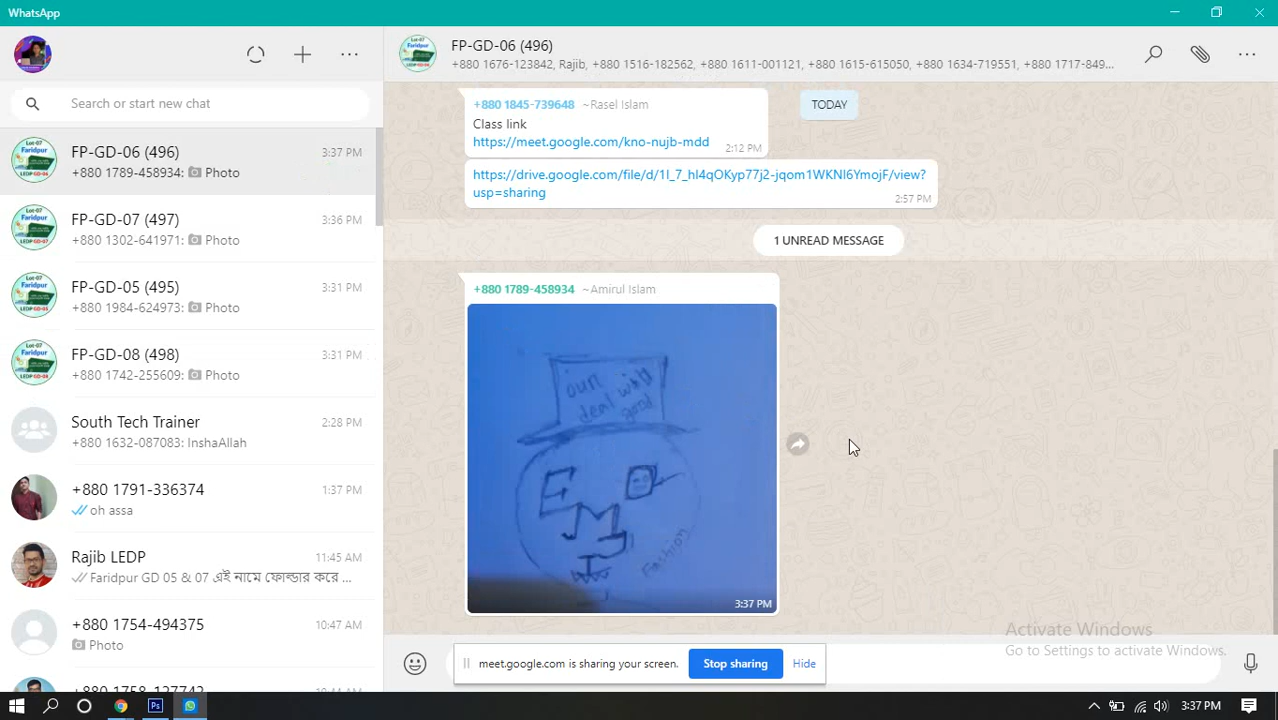 WhatsApp
Search or start new chat
FP-GD-06 (496)
3:37 PM
+880 1789-458934: Photo
FP-GD-07 (497)
3:36 PM
+880 1302-641971: Photo
FP-GD-05 (495)
3:31 PM
+880 1984-624973: Photo
FP-GD-08 (498)
3:31 PM
+880 1742-255609: Photo
South Tech Trainer
2:28 PM
+880 1632-087083: InshaAllah
+880 1791-336374
1:37 PM
oh assa
Rajib LEDP
11:45 AM
Faridpur GD 05 & 07 এই নামে ফোল্ডার করে ...
+880 1754-494375
10:47 AM
Photo
FP-GD-06 (496)
+880 1676-123842, Rajib, +880 1516-182562, +880 1611-001121, +880 1615-615050, +880 1634-719551, +880 1717-849...
TODAY
+880 1845-739648 ~Rasel Islam
Class link
https://meet.google.com/kno-nujb-mdd
2:12 PM
https://drive.google.com/file/d/1l_7_hI4qOKyp77j2-jqom1WKNI6YmojF/view?
usp=sharing
2:57 PM
1 UNREAD MESSAGE
+880 1789-458934 ~Amirul Islam
deal with
good
Fashion
3:37 PM
Activate Windows
Go to Settings to activate Windows.
meet.google.com is sharing your screen.
Stop sharing
Hide
3:37 PM